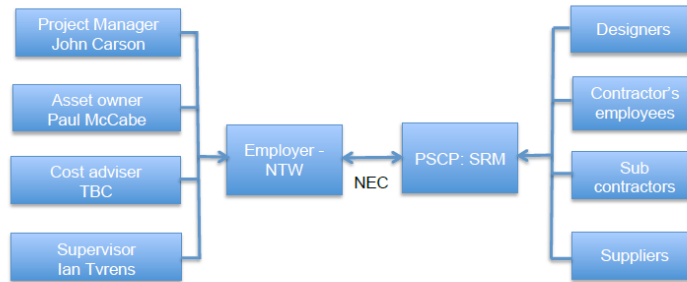 Project Manager
John Carson
Asset owner
Paul McCabe
Cost adviser
TBC
Supervisor
Ian Tvrens
Employer -
NTW
NEC
PSCP: SRM
Designers
Contractor's
employees
Sub
contractors
Suppliers